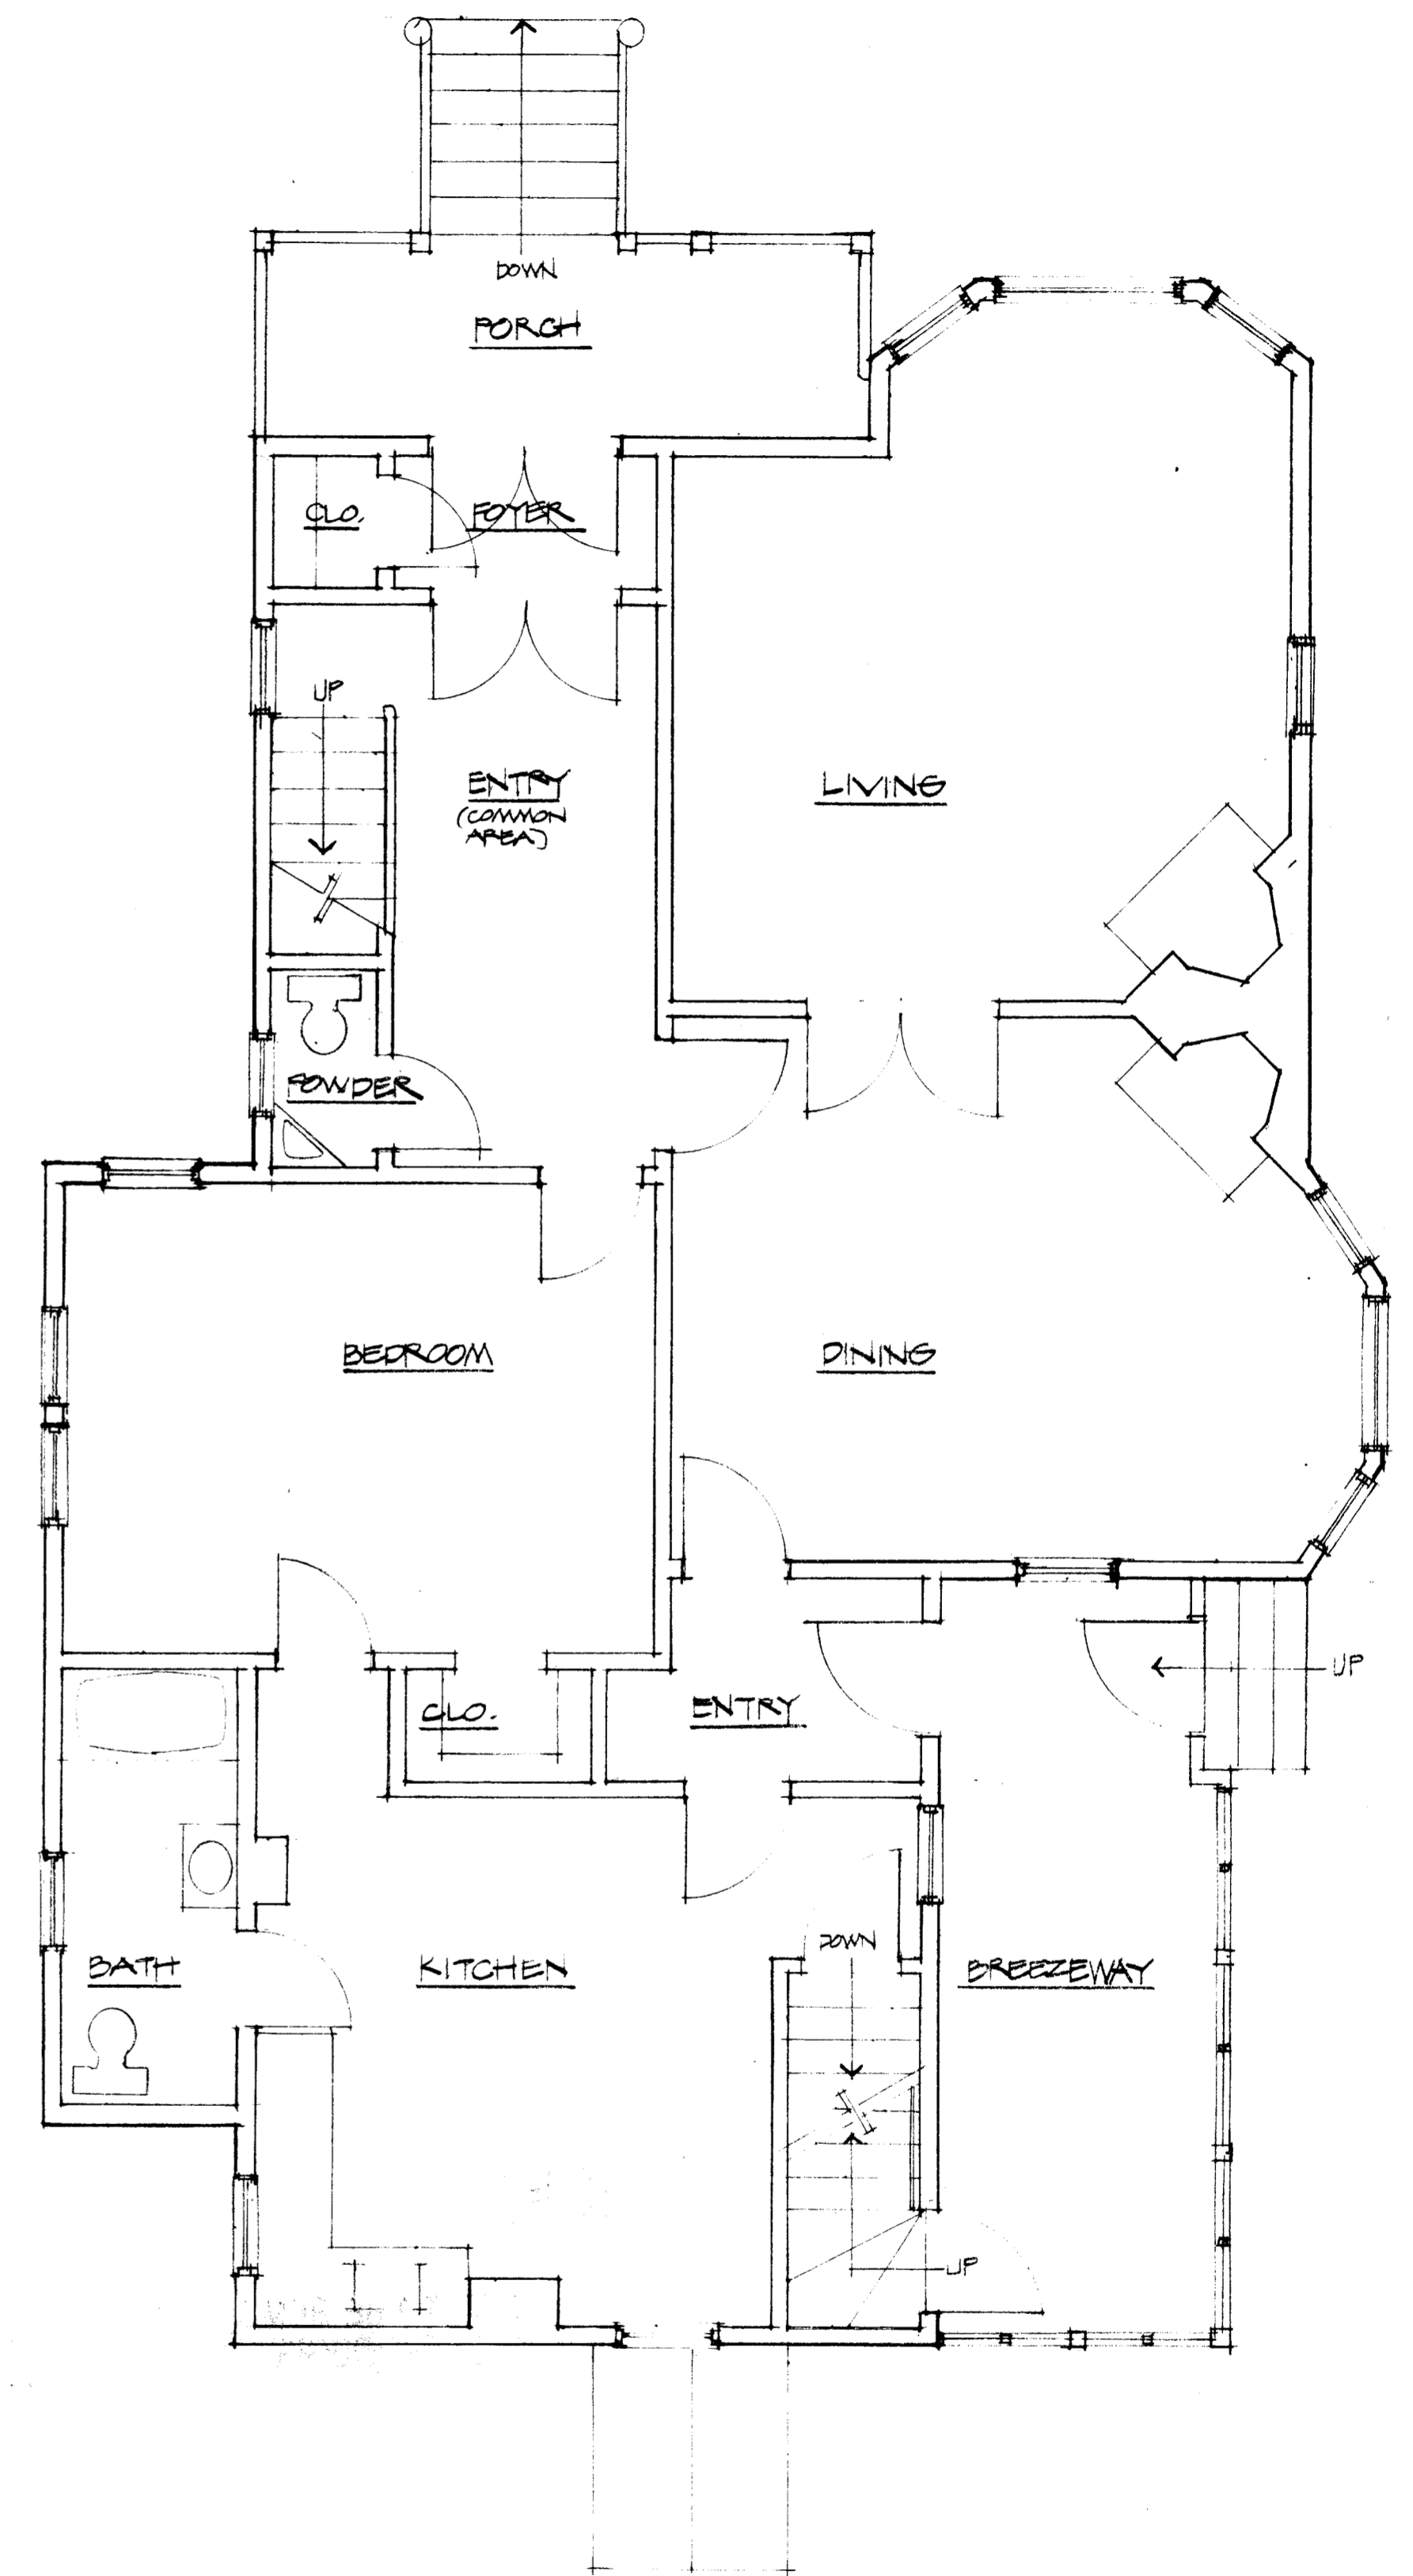 DOWN
PORCH
CLO.
FOYER
UP
ENTRY
(COMMON
AREA)
LIVING
POWDER
BEDROOM
DINING
UP
CLO.
ENTRY
DOWN
BATH
KITCHEN
BREEZEWAY
UP